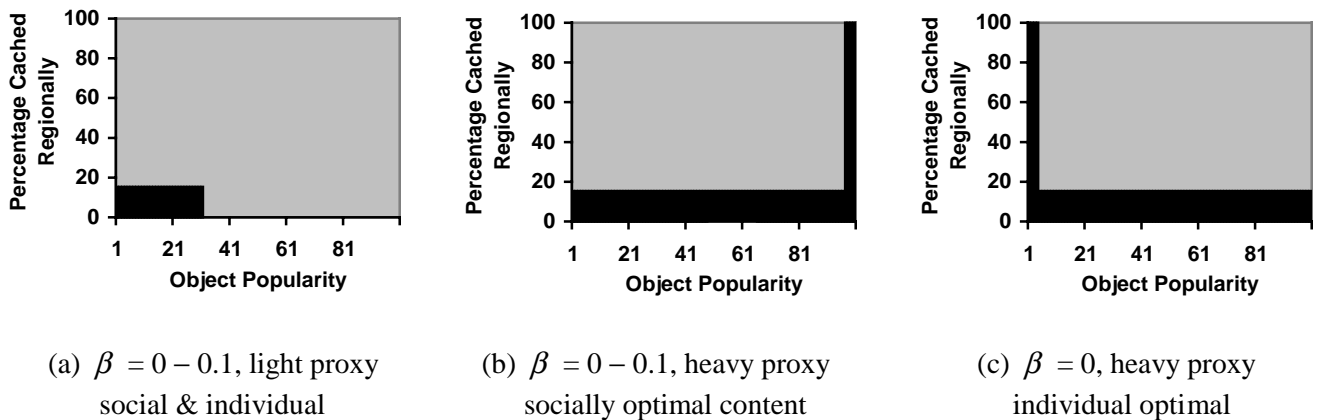 Percentage Cached
Regionally
100
80
60
40
20
0
1 21 41 61 81
Object Popularity
(a) β = 0 – 0.1, light proxy
social & individual
Percentage Cached
Regionally
100
80
60
40
20
0
1 21 41 61 81
Object Popularity
(b) β = 0 – 0.1, heavy proxy
socially optimal content
Percentage Cached
Regionally
100
80
60
40
20
0
1 21 41 61 81
Object Popularity
(c) β = 0, heavy proxy
individual optimal